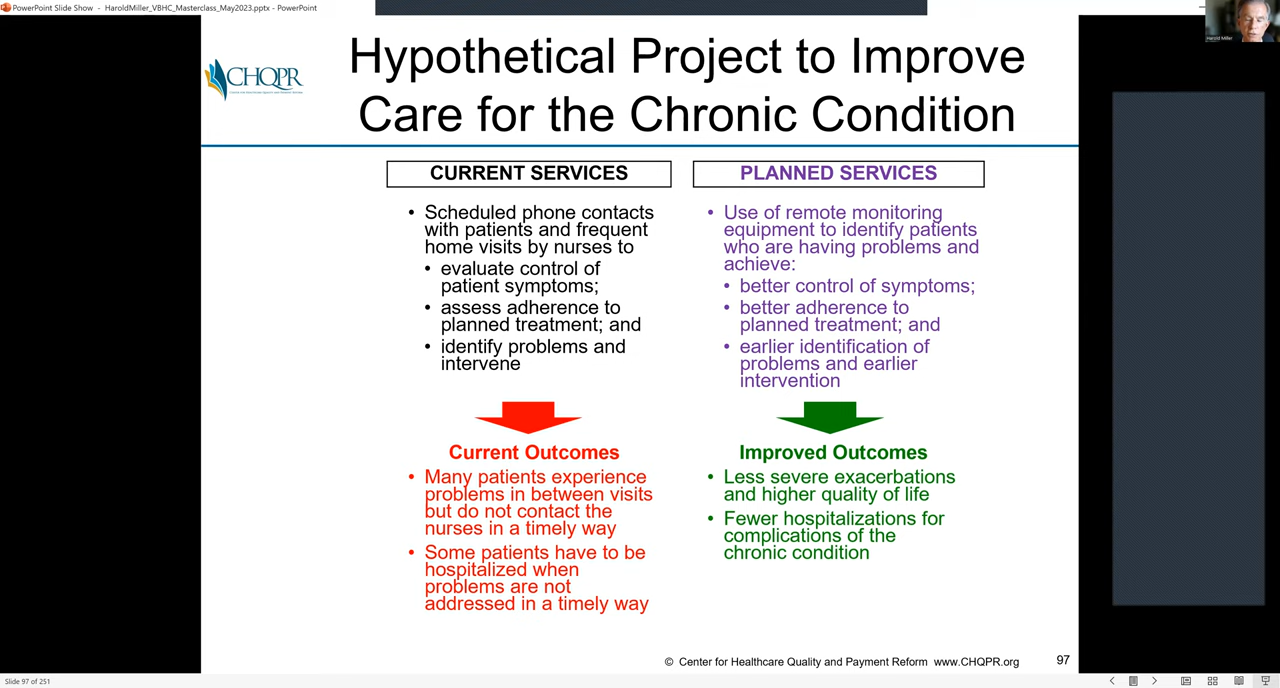 PowerPoint Slide Show - HaroldMiller_VBHC_Masterclass_May2023.pptx - PowerPoint
Harold Miller
CHQPR
Hypothetical Project to Improve
Care for the Chronic Condition
CURRENT SERVICES
• Scheduled phone contacts
with patients and frequent
home visits by nurses to
• evaluate control of
patient symptoms;
• assess adherence to
planned treatment; and
• identify problems and
intervene
Current Outcomes
• Many patients experience
problems in between visits
but do not contact the
nurses in a timely way
• Some patients have to be
hospitalized when
problems are not
addressed in a timely way
PLANNED SERVICES
• Use of remote monitoring
equipment to identify patients
who are having problems and
achieve:
• better control of symptoms;
• better adherence to
planned treatment; and
• earlier identification of
problems and earlier
intervention
Improved Outcomes
• Less severe exacerbations
and higher quality of life
• Fewer hospitalizations for
complications of the
chronic condition
© Center for Healthcare Quality and Payment Reform www.CHQPR.org
97
Slide 97 of 251